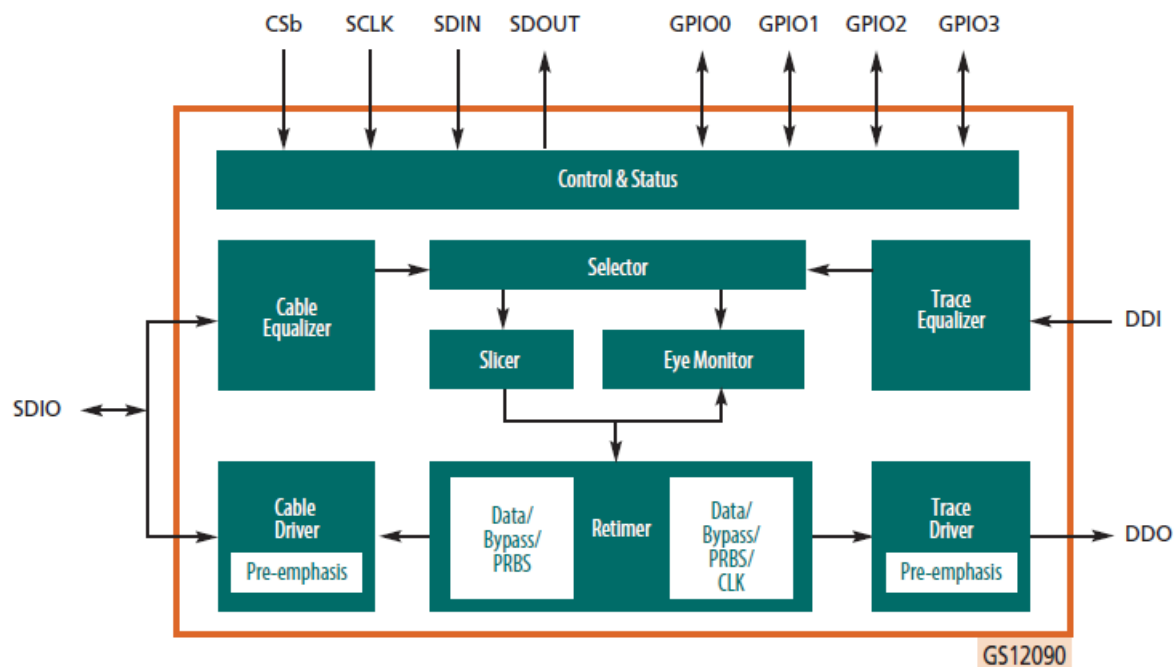 CSb SCLK SDIN SDOUT GPIO0 GPIO1 GPIO2 GPIO3
Control & Status
Selector
Cable
Equalizer
Trace
Equalizer
DDI
Slicer
Eye Monitor
SDIO
Cable
Driver
Pre-emphasis
Data/
Bypass/
PRBS
Retimer
Data/
Bypass/
PRBS/
CLK
Trace
Driver
Pre-emphasis
DDO
GS12090